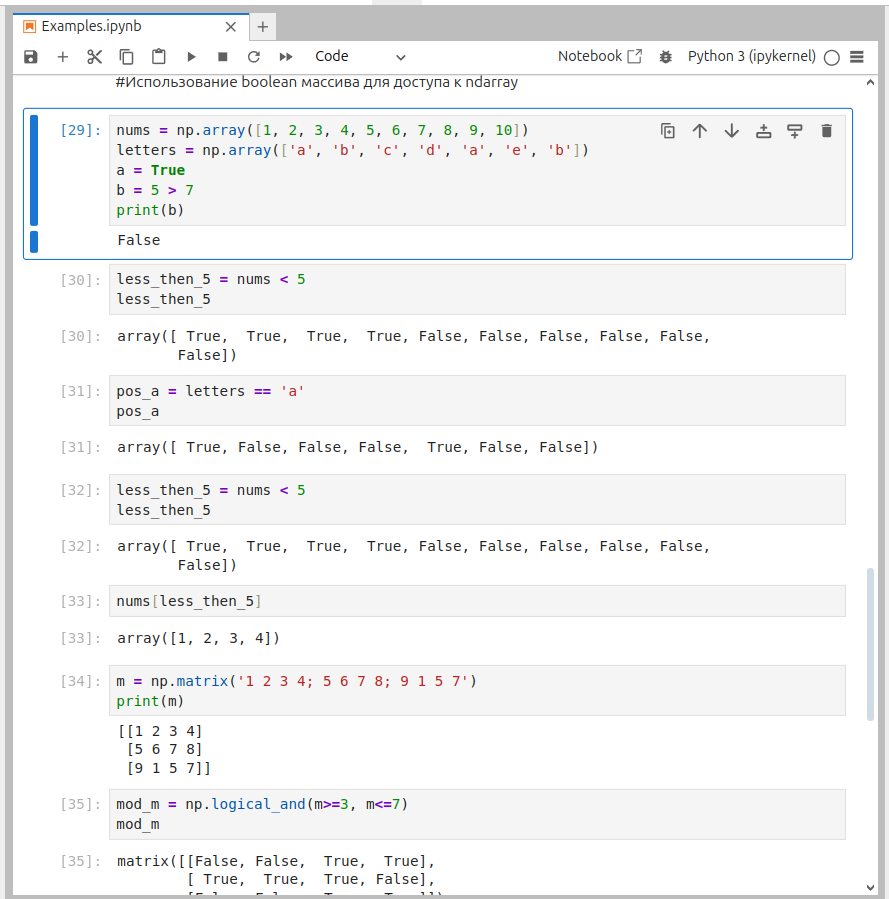 Examples.ipynb
Code
Notebook
Python 3 (ipykernel)
#Использование boolean массива для доступа к ndarray
[29]: nums = np.array([1, 2, 3, 4, 5, 6, 7, 8, 9, 10])
letters = np.array(['a', 'b', 'c', 'd', 'a', 'e', 'b'])
a = True
b = 5 > 7
print(b)
False
[30]: less_then_5 = nums < 5
less_then_5
[30]: array([ True,  True,  True,  True, False, False, False, False, False,
False])
[31]: pos_a = letters == 'a'
pos_a
[31]: array([ True, False, False, False,  True, False, False])
[32]: less_then_5 = nums < 5
less_then_5
[32]: array([ True,  True,  True,  True, False, False, False, False, False,
False])
[33]: nums[less_then_5]
[33]: array([1, 2, 3, 4])
[34]: m = np.matrix('1 2 3 4; 5 6 7 8; 9 1 5 7')
print(m)
[[1 2 3 4]
[5 6 7 8]
[9 1 5 7]]
[35]: mod_m = np.logical_and(m>=3, m<=7)
mod_m
[35]: matrix([[False, False,  True,  True],
[ True,  True,  True, False],